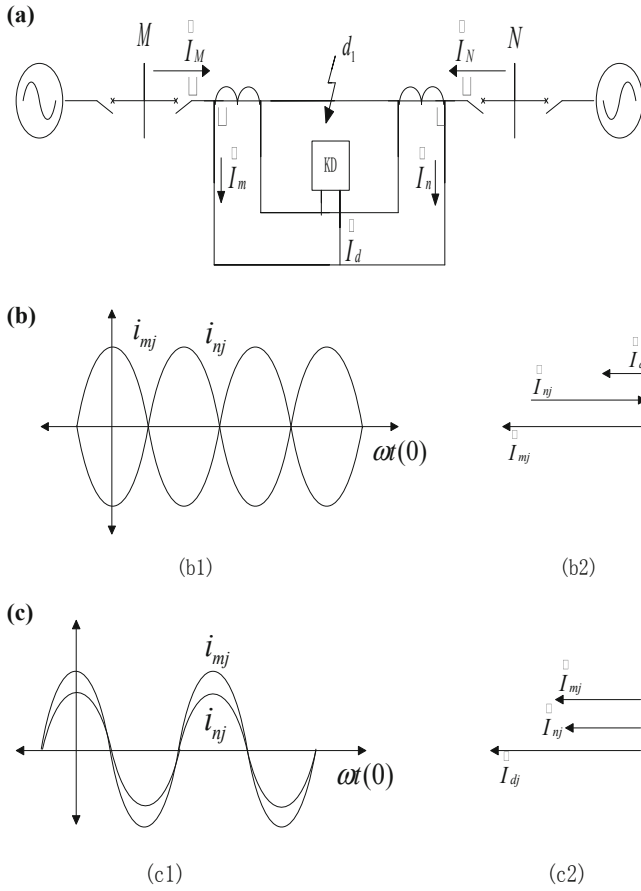 (a)
M
I_M
d_1
I_N
N
I_m
KD
I_n
I_d
(b)
i_mj
i_nj
ωt(0)
I_nj
I_mj
(b1)
(b2)
(c)
i_mj
i_nj
ωt(0)
I_mj
I_nj
I_dj
(c1)
(c2)